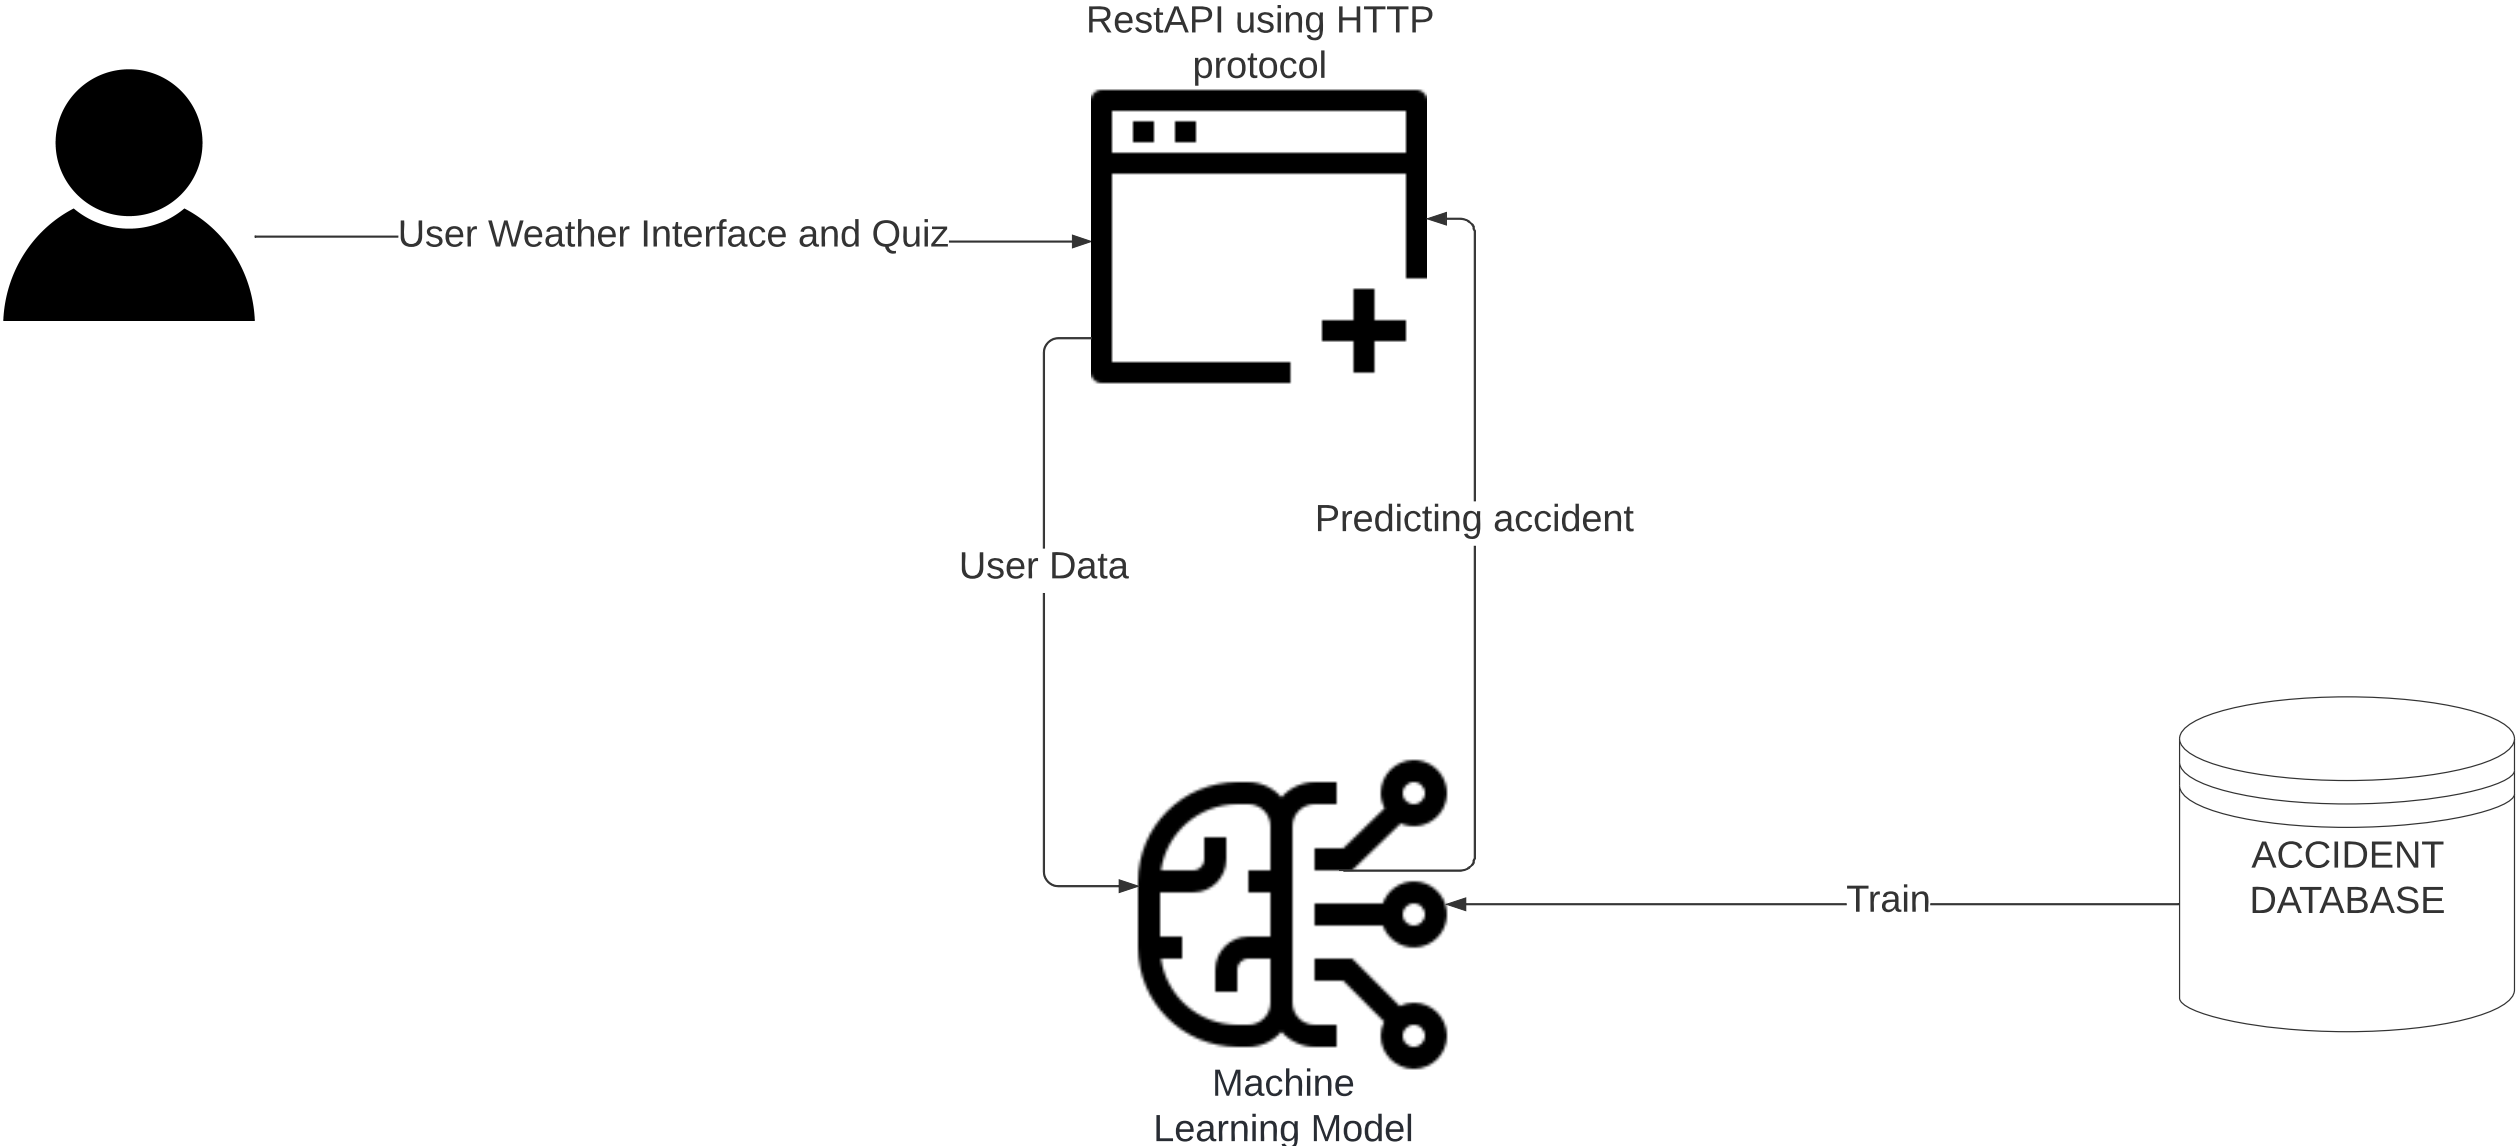 RestAPI using HTTP
protocol
User Weather Interface and Quiz
Predicting accident
User Data
ACCIDENT
DATABASE
Train
Machine
Learning Model